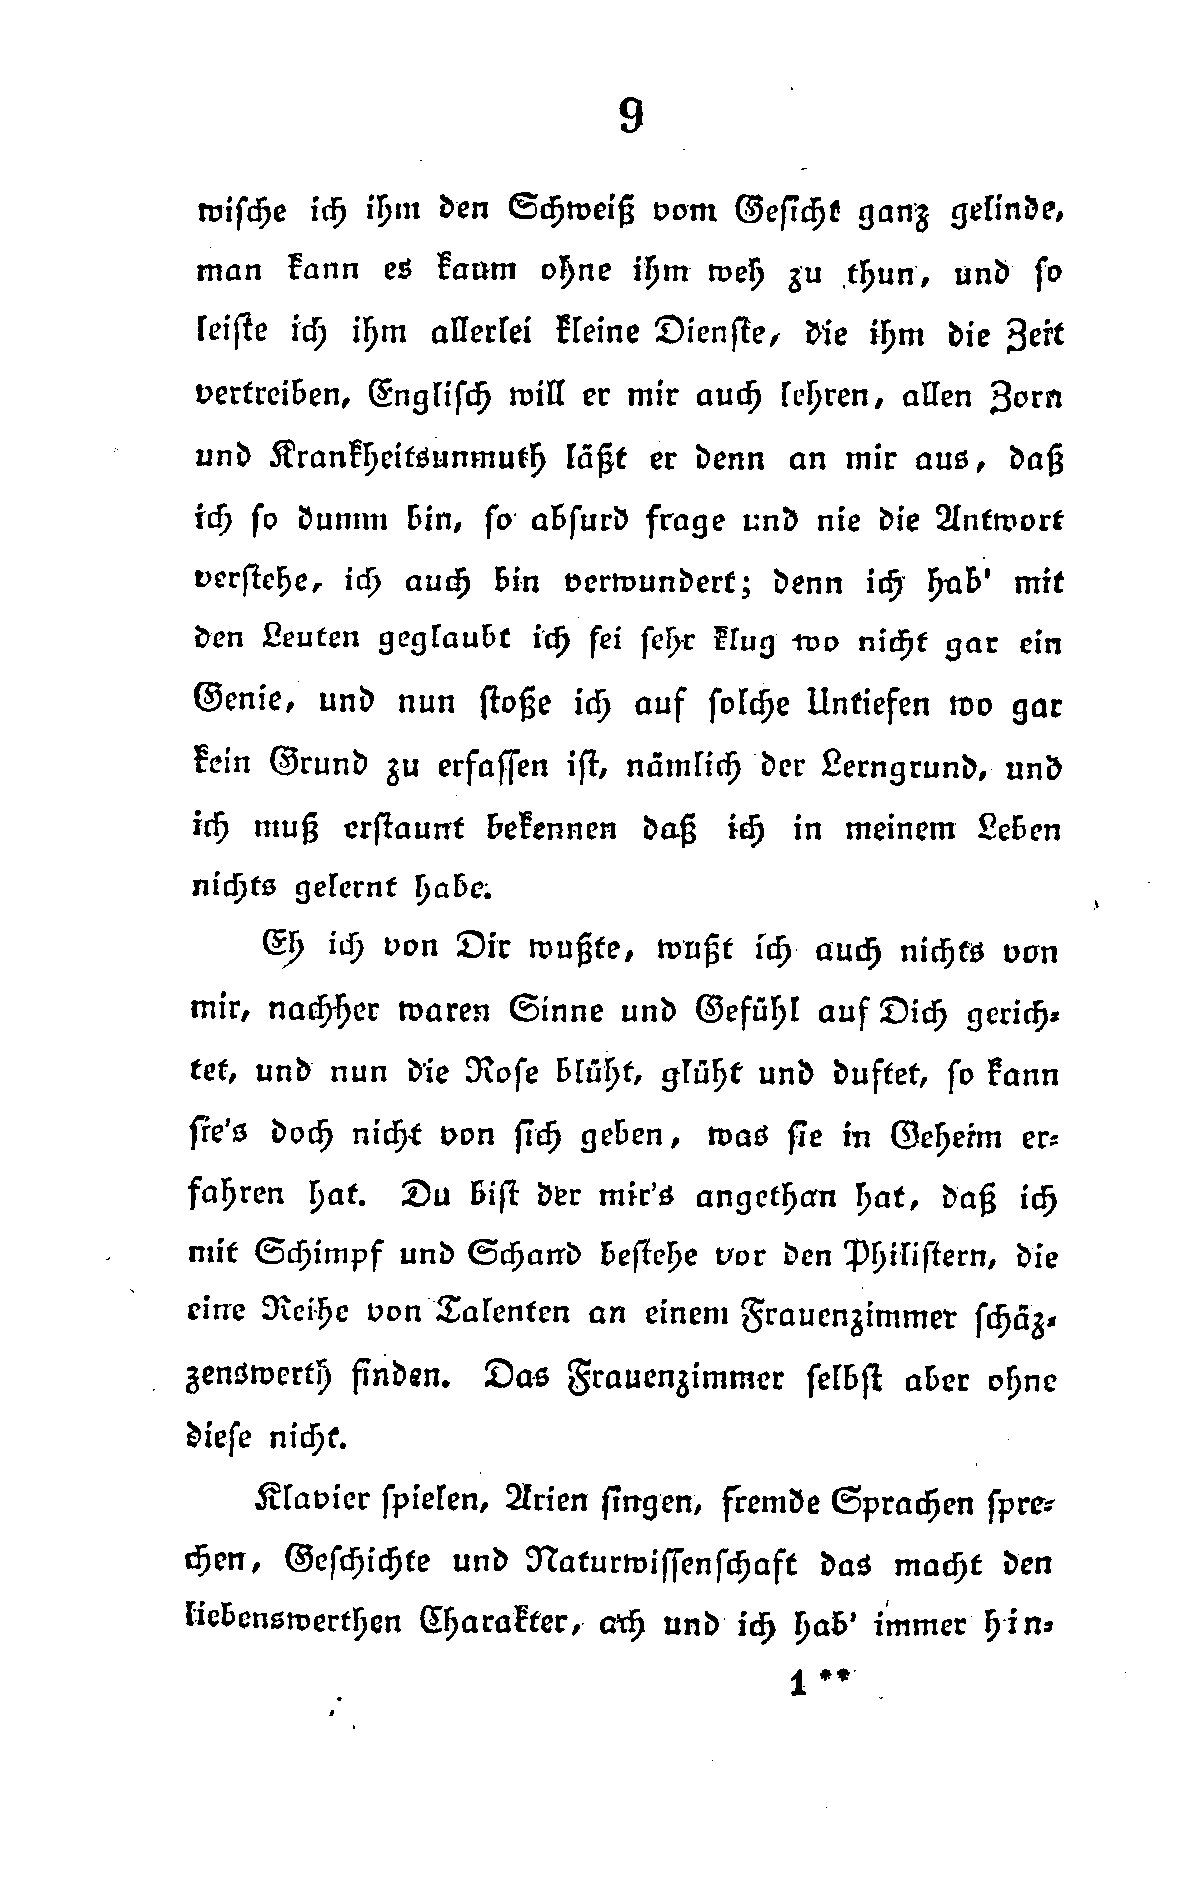 9
wiſche ich ihm den Schweiß vom Geſicht ganz gelinde,
man kann es kaum ohne ihm weh zu thun, und ſo
leiſte ich ihm allerlei kleine Dienſte, die ihm die Zeit
vertreiben, Engliſch will er mir auch lehren, allen Zorn
und Krankheitsunmuth läßt er denn an mir aus, daß
ich ſo dumm bin, ſo abſurd frage und nie die Antwort
verſtehe, ich auch bin verwundert; denn ich hab' mit
den Leuten geglaubt ich ſei ſehr klug wo nicht gar ein
Genie, und nun ſtoße ich auf ſolche Untiefen wo gar
kein Grund zu erfaſſen iſt, nämlich der Lerngrund, und
ich muß erſtaunt bekennen daß ich in meinem Leben
nichts gelernt habe.
Eh ich von Dir wußte, wußt ich auch nichts von
mir, nachher waren Sinne und Gefühl auf Dich gerich⸗
tet, und nun die Roſe blüht, glüht und duftet, ſo kann
ſie's doch nicht von ſich geben, was ſie in Geheim er⸗
fahren hat. Du biſt der mir's angethan hat, daß ich
mit Schimpf und Schand beſtehe vor den Philiſtern, die
eine Reihe von Talenten an einem Frauenzimmer ſchäz⸗
zenswerth finden. Das Frauenzimmer ſelbſt aber ohne
dieſe nicht.
Klavier ſpielen, Arien ſingen, fremde Sprachen ſpre⸗
chen, Geſchichte und Naturwiſſenſchaft das macht den
liebenswerthen Charakter, ach und ich hab' immer hin⸗
1 **